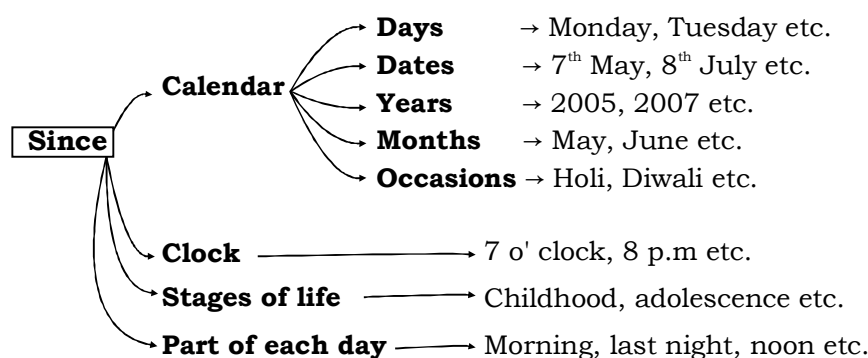 Days → Monday, Tuesday etc.
Dates → 7th May, 8th July etc.
Calendar
Years → 2005, 2007 etc.
Since
Months → May, June etc.
Occasions → Holi, Diwali etc.
Clock → 7 o' clock, 8 p.m etc.
Stages of life → Childhood, adolescence etc.
Part of each day → Morning, last night, noon etc.